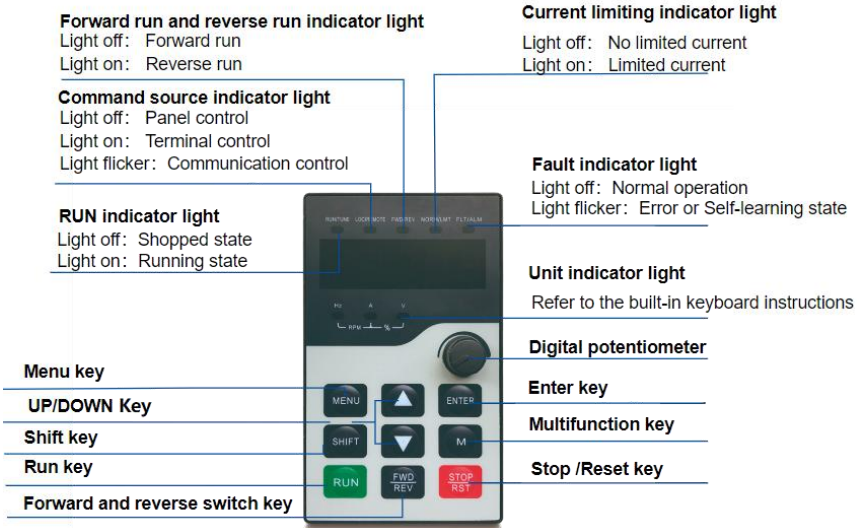 Forward run and reverse run indicator light
Light off: Forward run
Light on: Reverse run
Current limiting indicator light
Light off: No limited current
Light on: Limited current
Command source indicator light
Light off: Panel control
Light on: Terminal control
Light flicker: Communication control
Fault indicator light
Light off: Normal operation
Light flicker: Error or Self-learning state
RUN indicator light
Light off: Shopped state
Light on: Running state
Unit indicator light
Refer to the built-in keyboard instructions
RUN/TUNE LOC/REMOTE FWD/REV NORM/LMT FLT/ALM
Hz A V
RPM %
Digital potentiometer
Menu key
UP/DOWN Key
Shift key
Run key
Forward and reverse switch key
MENU ENTER
SHIFT M
RUN FWD REV STOP RST
Enter key
Multifunction key
Stop /Reset key